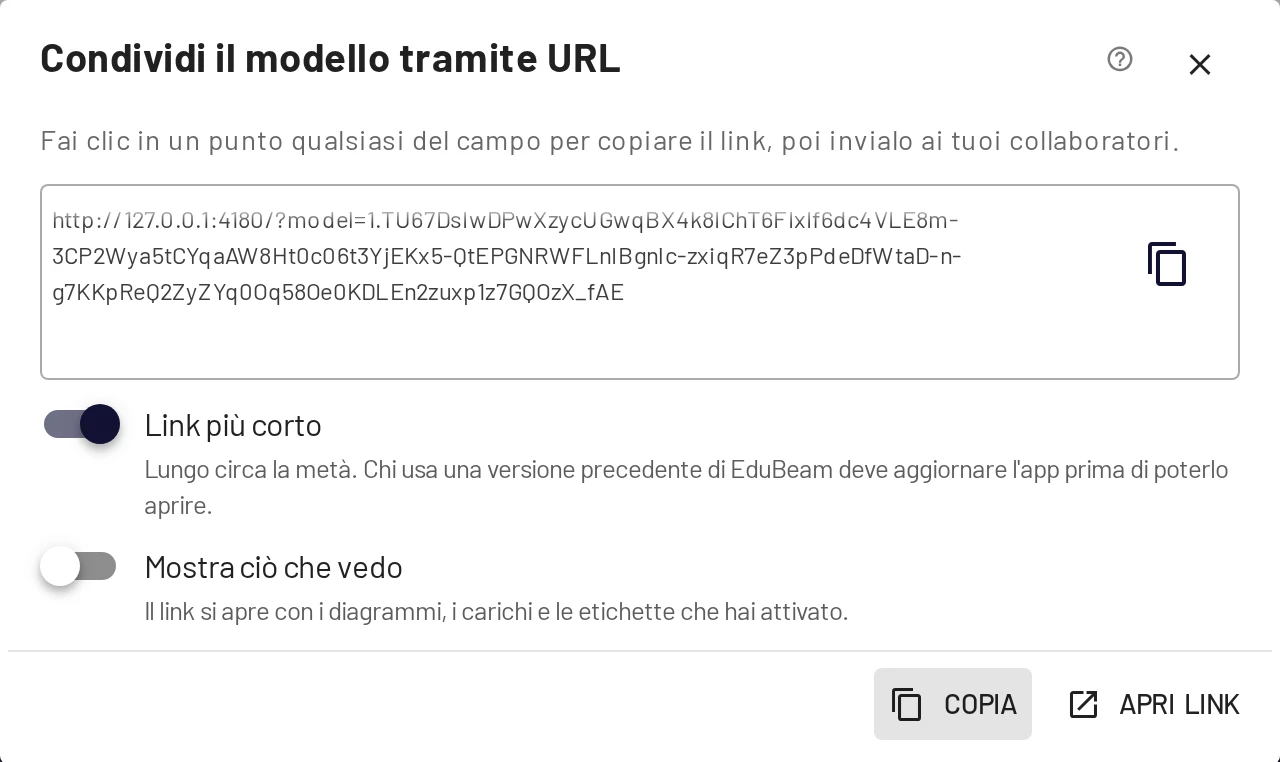 Condividi il modello tramite URL
Fai clic in un punto qualsiasi del campo per copiare il link, poi invialo ai tuoi collaboratori.
http://127.0.0.1:4180/?model=1.TU67DsIwDPwXzycUGwqBX4k8IChT6FIxIf6dc4VLE8m-
3CP2Wya5tCYqaAW8Ht0c06t3YjEKx5-QtEPGNRWFLnIBgnIc-zxiqR7eZ3pPdeDfWtaD-n-
g7KKpReQ2ZyZYq0Oq58Oe0KDLEn2zuxp1z7GQOzX_fAE
Link più corto
Lungo circa la metà. Chi usa una versione precedente di EduBeam deve aggiornare l'app prima di poterlo
aprire.
Mostra ciò che vedo
Il link si apre con i diagrammi, i carichi e le etichette che hai attivato.
COPIA
APRI LINK